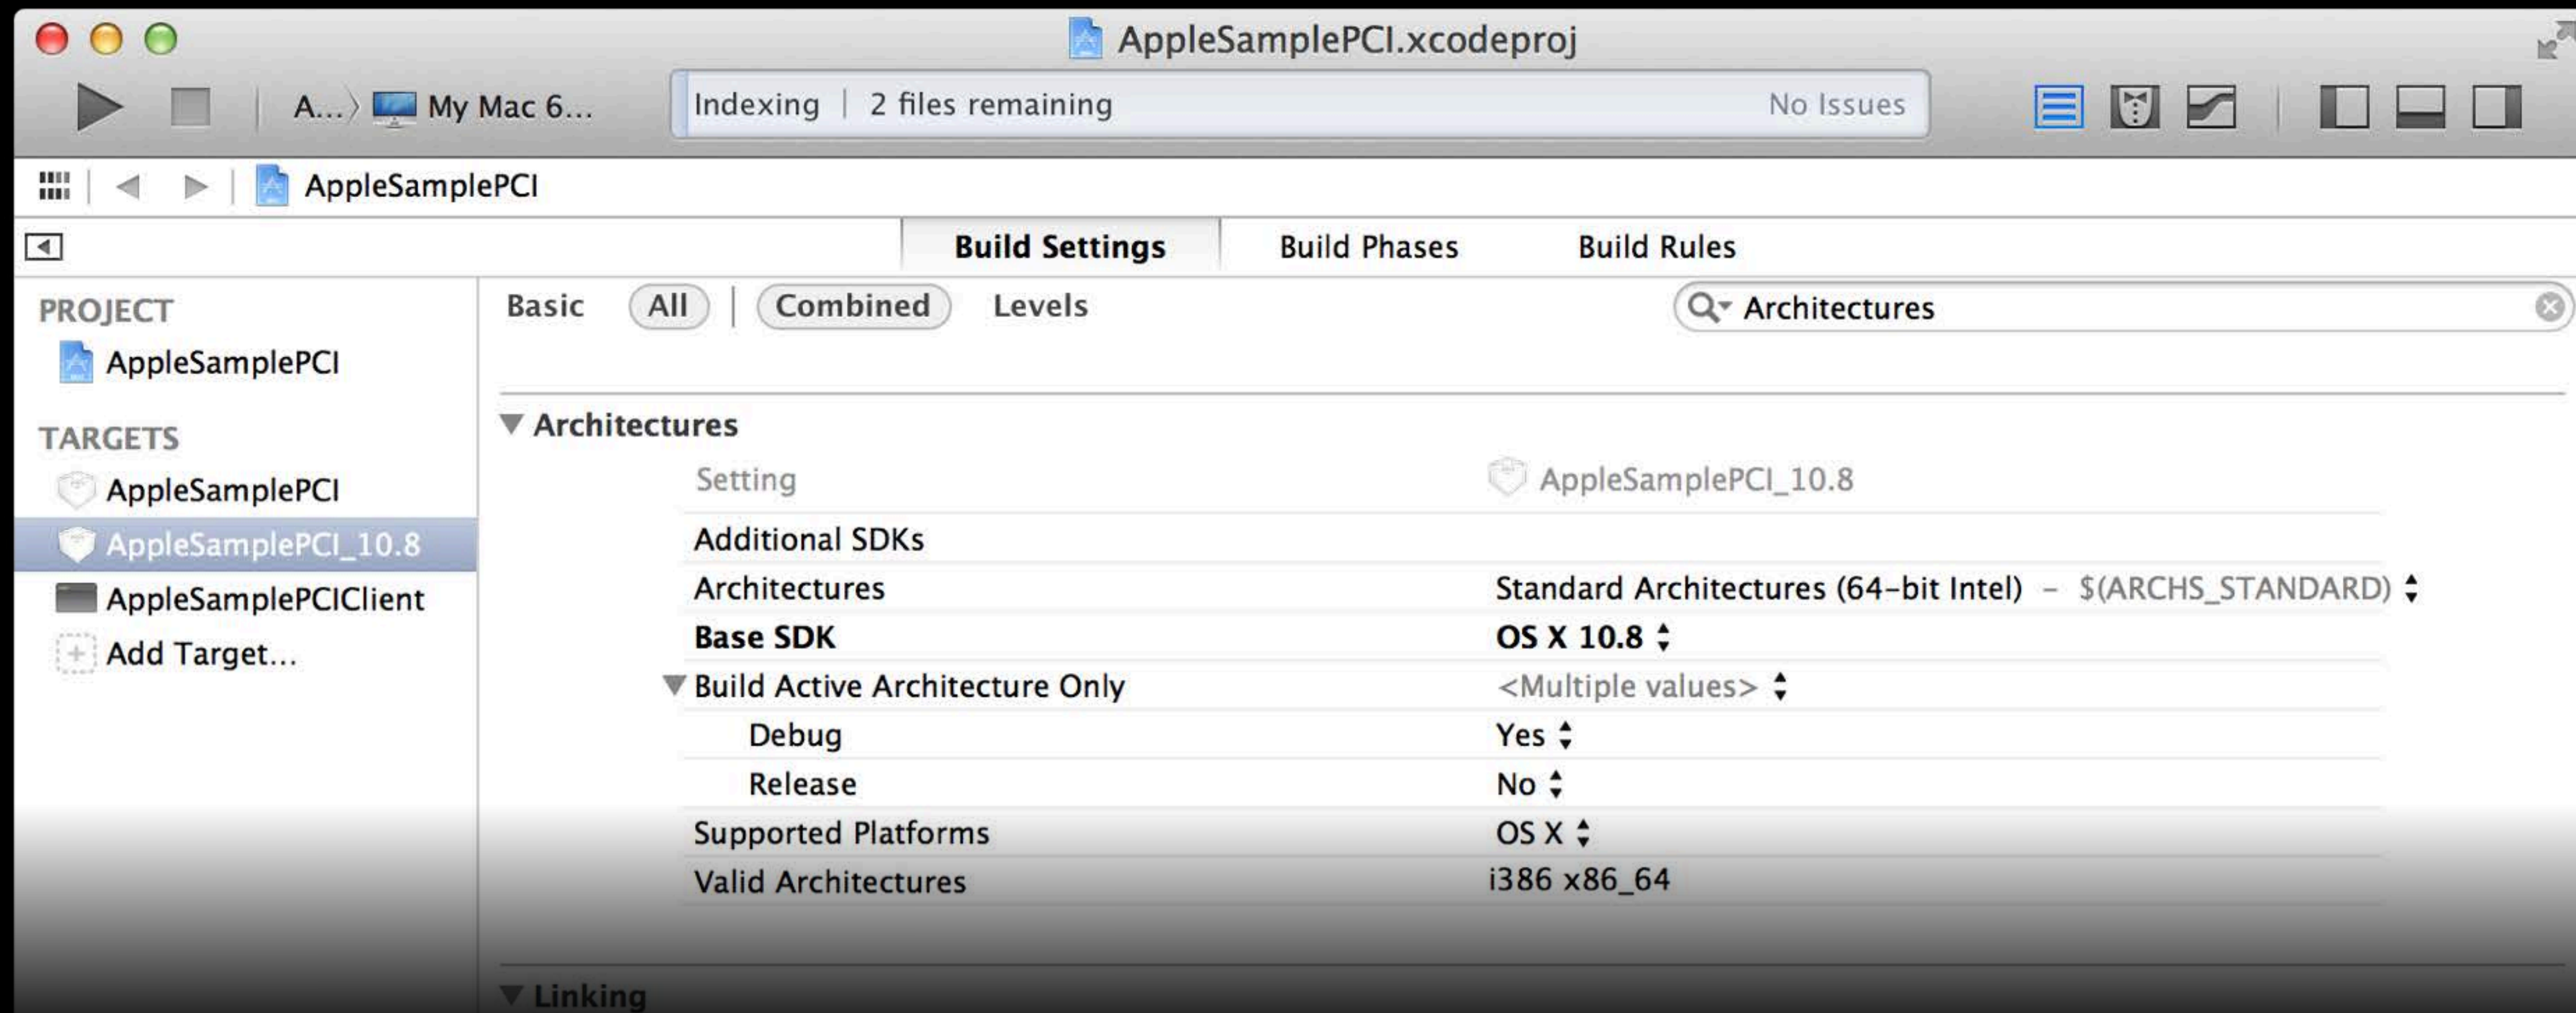 AppleSamplePCI.xcodeproj
A... My Mac 6... Indexing | 2 files remaining No Issues
AppleSamplePCI
Build Settings Build Phases Build Rules
PROJECT
AppleSamplePCI
TARGETS
AppleSamplePCI
AppleSamplePCI_10.8
AppleSamplePCIClient
Add Target...
Basic All | Combined Levels Architectures
Architectures
Setting AppleSamplePCI_10.8
Additional SDKs
Architectures Standard Architectures (64-bit Intel) – $(ARCHS_STANDARD)
Base SDK OS X 10.8
Build Active Architecture Only <Multiple values>
Debug Yes
Release No
Supported Platforms OS X
Valid Architectures i386 x86_64
Linking